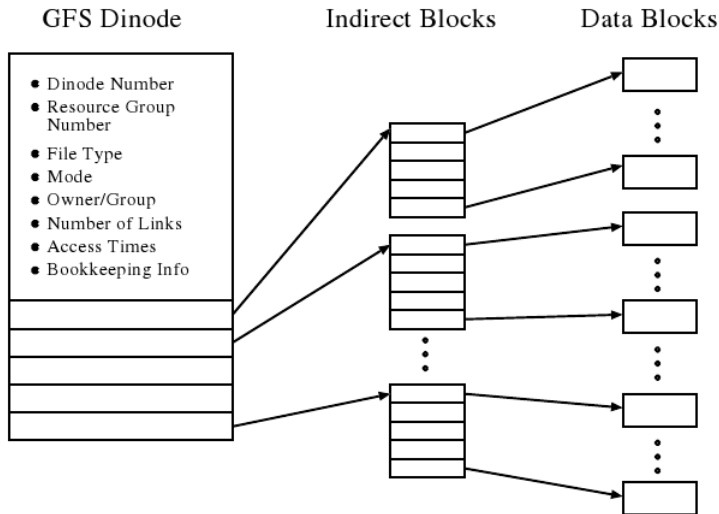 GFS Dinode
Indirect Blocks
Data Blocks
Dinode Number
Resource Group
Number
File Type
Mode
Owner/Group
Number of Links
Access Times
Bookkeeping Info